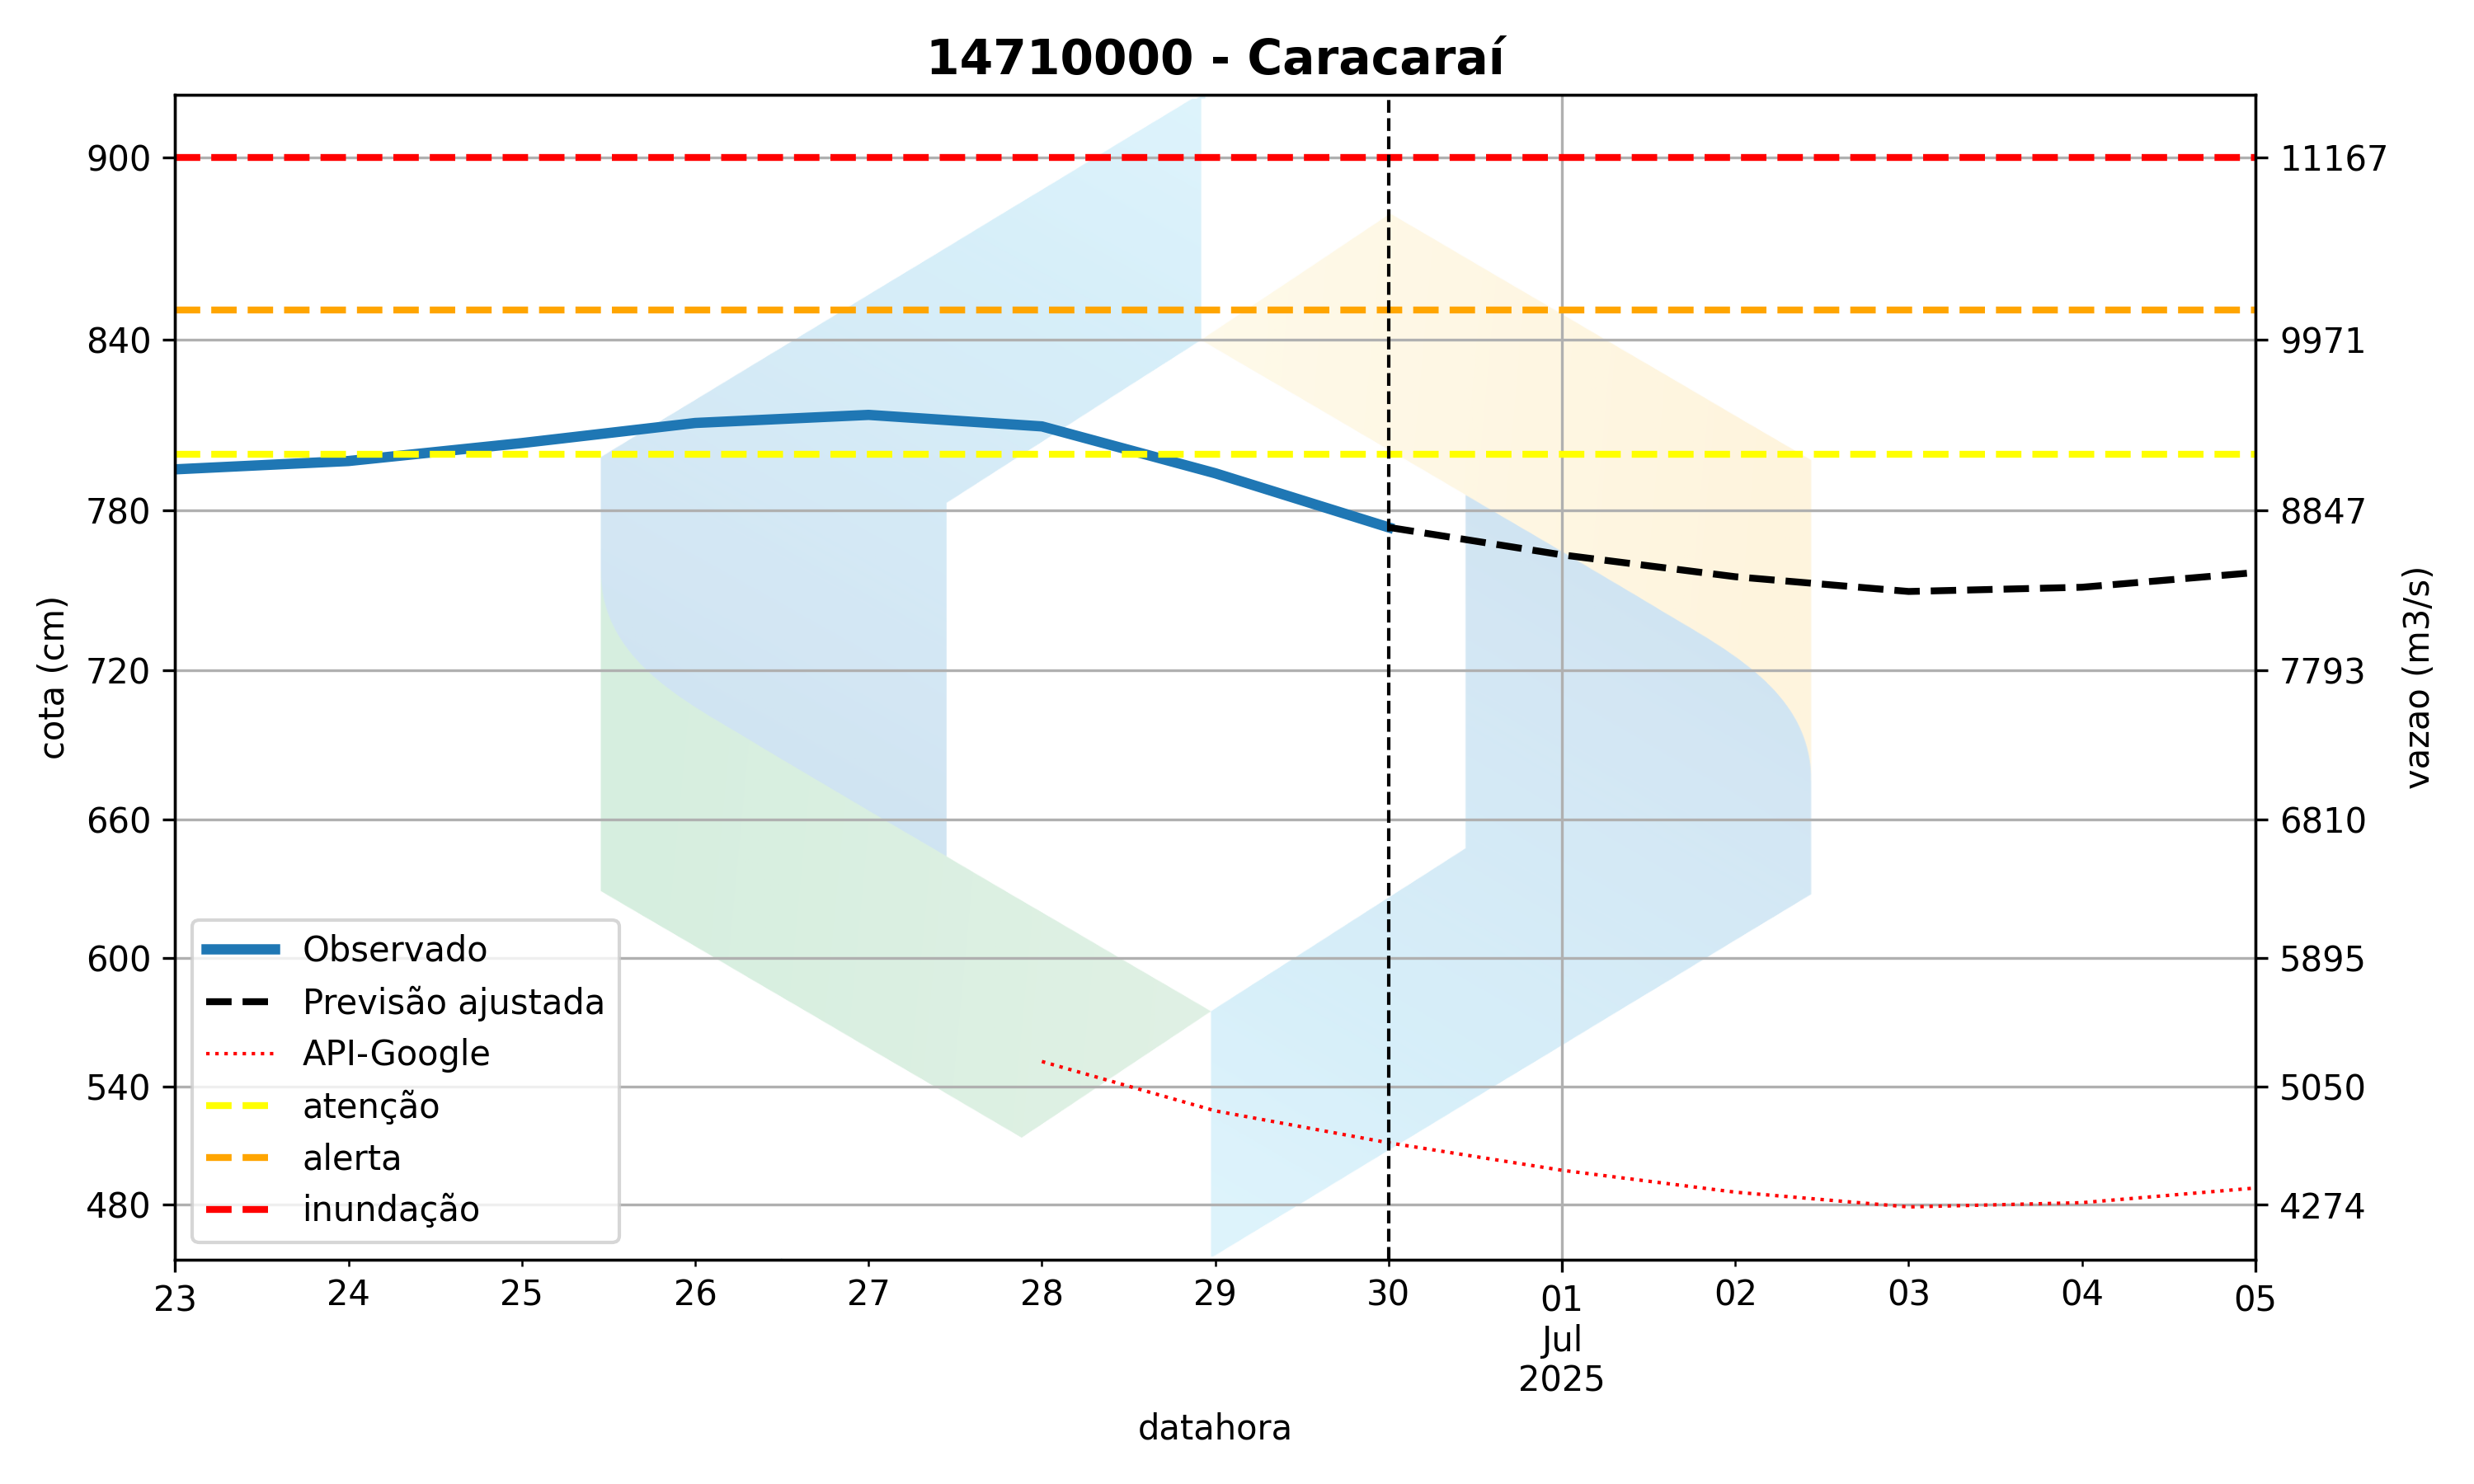 14710000 - Caracaraí
900
840
780
720
660
600
540
480
cota (cm)
11167
9971
8847
7793
6810
5895
5050
4274
vazao (m3/s)
Observado
Previsão ajustada
API-Google
atenção
alerta
inundação
23 24 25 26 27 28 29 30 01 02 03 04 05
Jul
2025
datahora